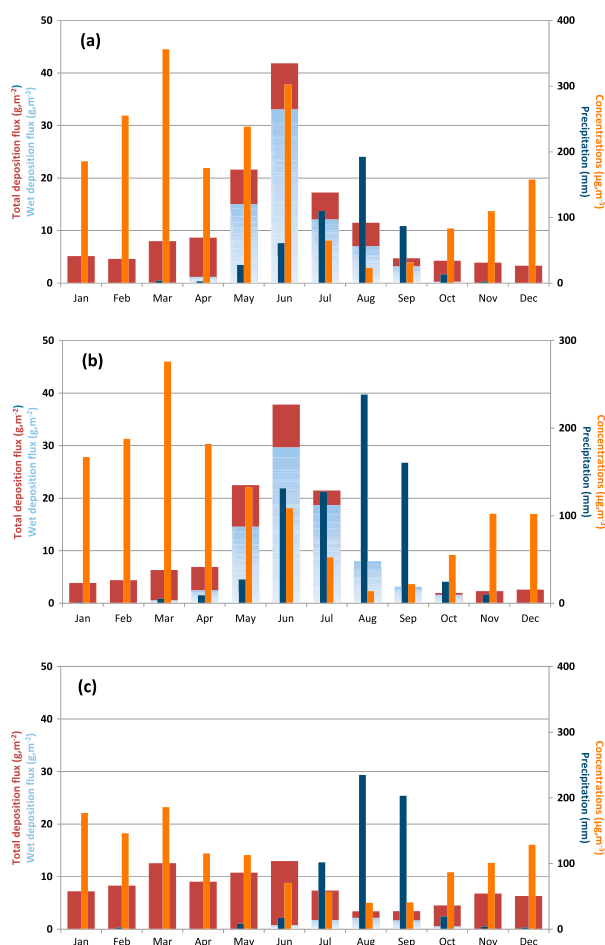 (a)
50
40
30
20
10
0
400
300
200
100
0
Total deposition flux (g,m-2)
Wet deposition flux (g,m-2)
Concentrations (µg,m-3)
Precipitation (mm)
Jan Feb Mar Apr May Jun Jul Aug Sep Oct Nov Dec
(b)
50
40
30
20
10
0
300
200
100
0
Total deposition flux (g,m-2)
Wet deposition flux (g,m-2)
Concentrations (µg,m-3)
Precipitation (mm)
Jan Feb Mar Apr May Jun Jul Aug Sep Oct Nov Dec
(c)
50
40
30
20
10
0
400
300
200
100
0
Total deposition flux (g,m-2)
Wet deposition flux (g,m-2)
Concentrations (µg,m-3)
Precipitation (mm)
Jan Feb Mar Apr May Jun Jul Aug Sep Oct Nov Dec